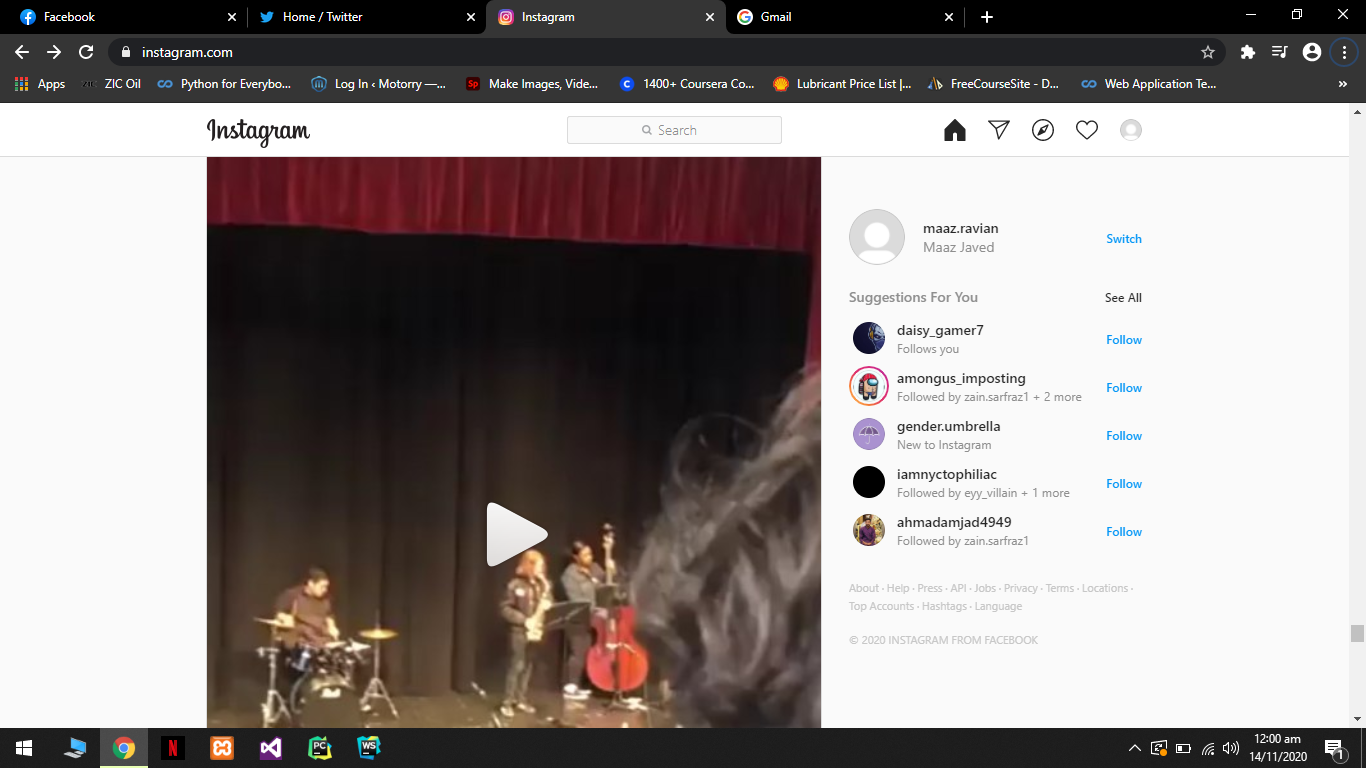 Facebook
Home / Twitter
Instagram
Gmail
instagram.com
Apps
ZIC Oil
Python for Everybo...
Log In ‹ Motorry —...
Sp
Make Images, Vide...
C
1400+ Coursera Co...
Lubricant Price List |...
FreeCourseSite - D...
Web Application Te...
»
Instagram
Search
maaz.ravian
Maaz Javed
Switch
Suggestions For You
See All
daisy_gamer7
Follows you
Follow
amongus_imposting
Followed by zain.sarfraz1 + 2 more
Follow
gender.umbrella
New to Instagram
Follow
iamnyctophiliac
Followed by eyy_villain + 1 more
Follow
ahmadamjad4949
Followed by zain.sarfraz1
Follow
About · Help · Press · API · Jobs · Privacy · Terms · Locations ·
Top Accounts · Hashtags · Language
© 2020 INSTAGRAM FROM FACEBOOK
N
PC
WS
12:00 am
14/11/2020
1